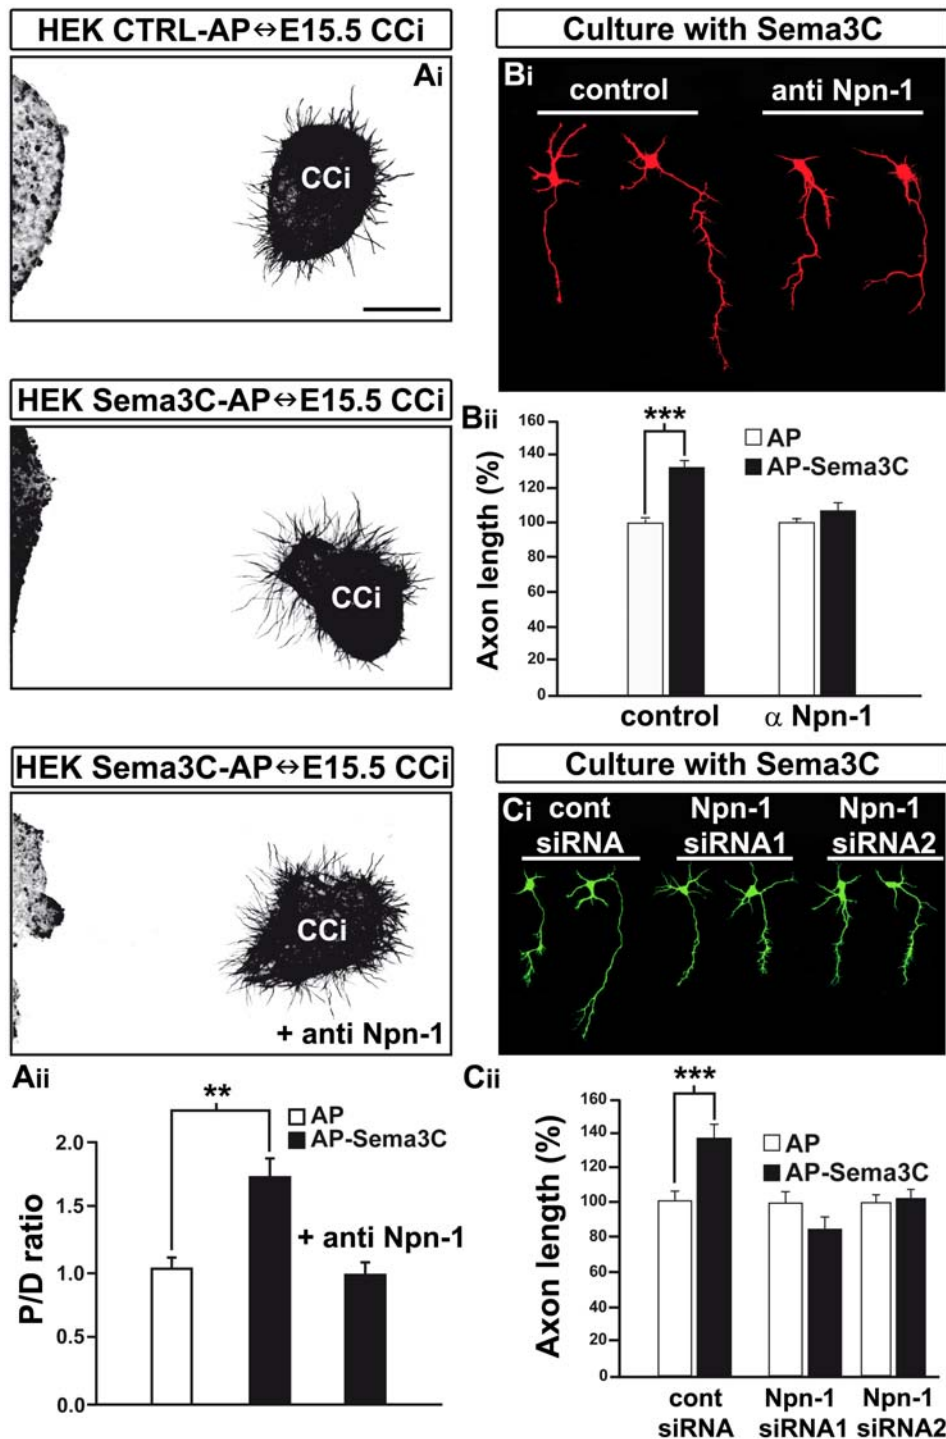 HEK CTRL-AP↔E15.5 CCi
Ai
CCi
HEK Sema3C-AP↔E15.5 CCi
CCi
HEK Sema3C-AP↔E15.5 CCi
CCi
+ anti Npn-1
Aii
**
AP
AP-Sema3C
+ anti Npn-1
P/D ratio
2.0
1.5
1.0
0.5
0.0
Culture with Sema3C
Bi
control
anti Npn-1
Bii
***
AP
AP-Sema3C
Axon length (%)
160
140
120
100
80
60
40
20
0
control
α Npn-1
Culture with Sema3C
Ci
cont
siRNA
Npn-1
siRNA1
Npn-1
siRNA2
Cii
***
AP
AP-Sema3C
Axon length (%)
160
140
120
100
80
60
40
20
0
cont
siRNA
Npn-1
siRNA1
Npn-1
siRNA2